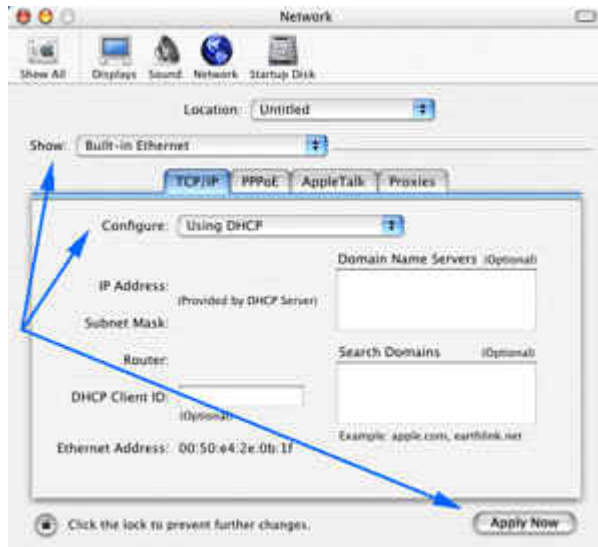 Network
Show All Displays Sound Network Startup Disk
Location: Untitled
Show: Built-in Ethernet
TCP/IP PPPoE AppleTalk Proxies
Configure: Using DHCP
Domain Name Servers (Optional)
IP Address:
(Provided by DHCP Server)
Subnet Mask:
Router:
Search Domains (Optional)
DHCP Client ID:
(Optional)
Example: apple.com, earthlink.net
Ethernet Address: 00:50:e4:2e:0b:1f
Click the lock to prevent further changes.
Apply Now